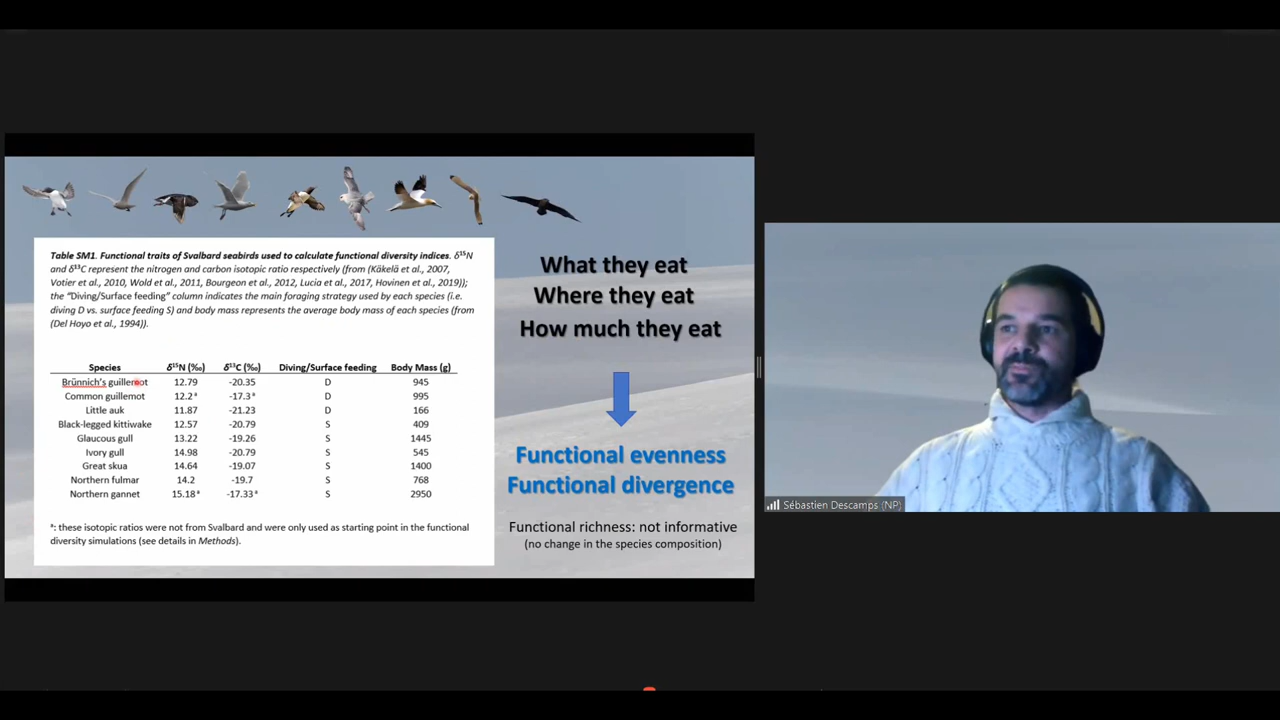 Table SM1. Functional traits of Svalbard seabirds used to calculate functional diversity indices. δ¹⁵N
and δ¹³C represent the nitrogen and carbon isotopic ratio respectively (from (Käkelä et al., 2007,
Votier et al., 2010, Wold et al., 2011, Bourgeon et al., 2012, Lucia et al., 2017, Hovinen et al., 2019));
the "Diving/Surface feeding" column indicates the main foraging strategy used by each species (i.e.
diving D vs. surface feeding S) and body mass represents the average body mass of each species (from
(Del Hoyo et al., 1994)).
Species δ¹⁵N (‰) δ¹³C (‰) Diving/Surface feeding Body Mass (g)
Brünnich's guillemot 12.79 -20.35 D 945
Common guillemot 12.2 ª -17.3 ª D 995
Little auk 11.87 -21.23 D 166
Black-legged kittiwake 12.57 -20.79 S 409
Glaucous gull 13.22 -19.26 S 1445
Ivory gull 14.98 -20.79 S 545
Great skua 14.64 -19.07 S 1400
Northern fulmar 14.2 -19.7 S 768
Northern gannet 15.18 ª -17.33 ª S 2950
ª: these isotopic ratios were not from Svalbard and were only used as starting point in the functional
diversity simulations (see details in Methods).
What they eat
Where they eat
How much they eat
Functional evenness
Functional divergence
Functional richness: not informative
(no change in the species composition)
Sébastien Descamps (NP)